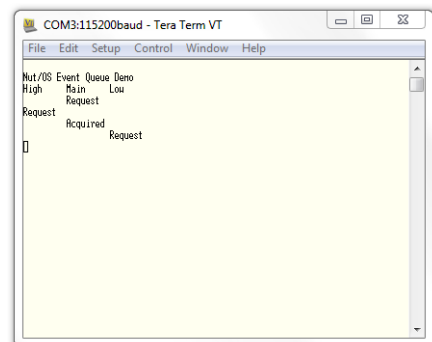 COM3:115200baud - Tera Term VT
File Edit Setup Control Window Help
Nut/OS Event Queue Demo
High Main Low
Request
Request
Acquired
Request